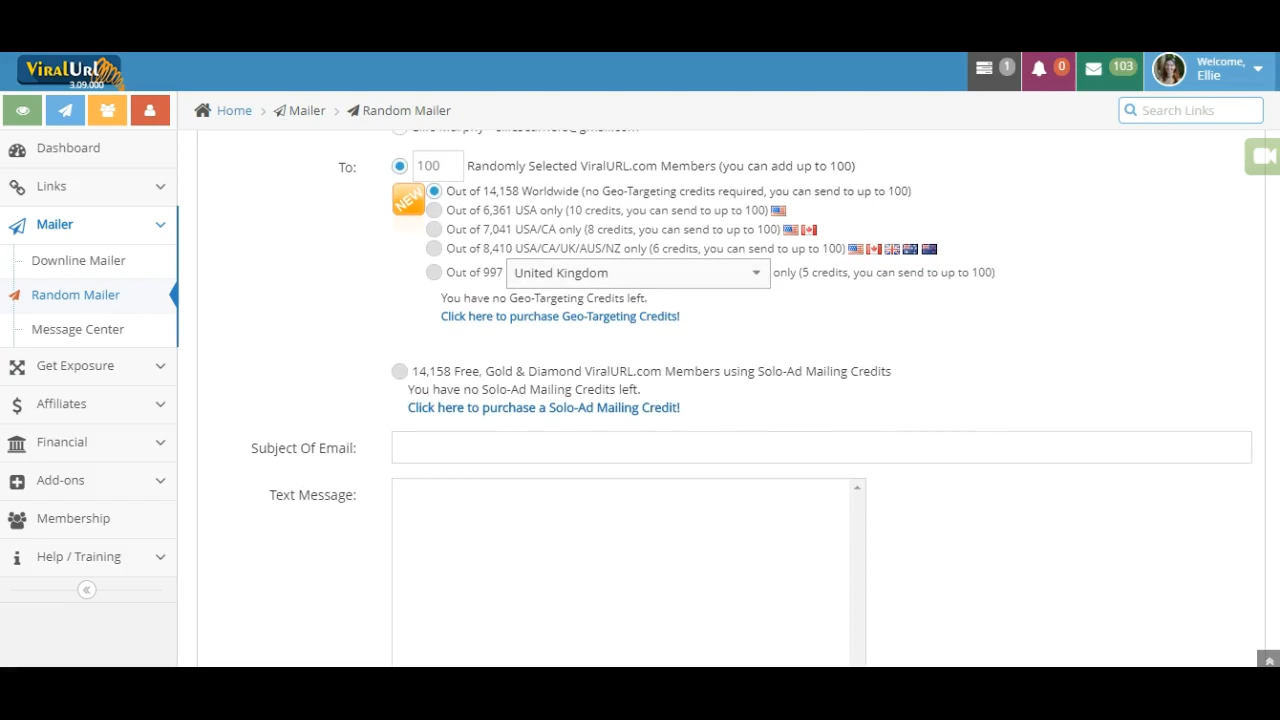 ViralUrl
3.09.000
1
0
103
Welcome,
Ellie
Home > Mailer > Random Mailer
Search Links
Dashboard
Links
Mailer
Downline Mailer
Random Mailer
Message Center
Get Exposure
Affiliates
Financial
Add-ons
Membership
Help / Training
To:
100 Randomly Selected ViralURL.com Members (you can add up to 100)
NEW
Out of 14,158 Worldwide (no Geo-Targeting credits required, you can send to up to 100)
Out of 6,361 USA only (10 credits, you can send to up to 100)
Out of 7,041 USA/CA only (8 credits, you can send to up to 100)
Out of 8,410 USA/CA/UK/AUS/NZ only (6 credits, you can send to up to 100)
Out of 997 United Kingdom only (5 credits, you can send to up to 100)
You have no Geo-Targeting Credits left.
Click here to purchase Geo-Targeting Credits!
14,158 Free, Gold & Diamond ViralURL.com Members using Solo-Ad Mailing Credits
You have no Solo-Ad Mailing Credits left.
Click here to purchase a Solo-Ad Mailing Credit!
Subject Of Email:
Text Message: